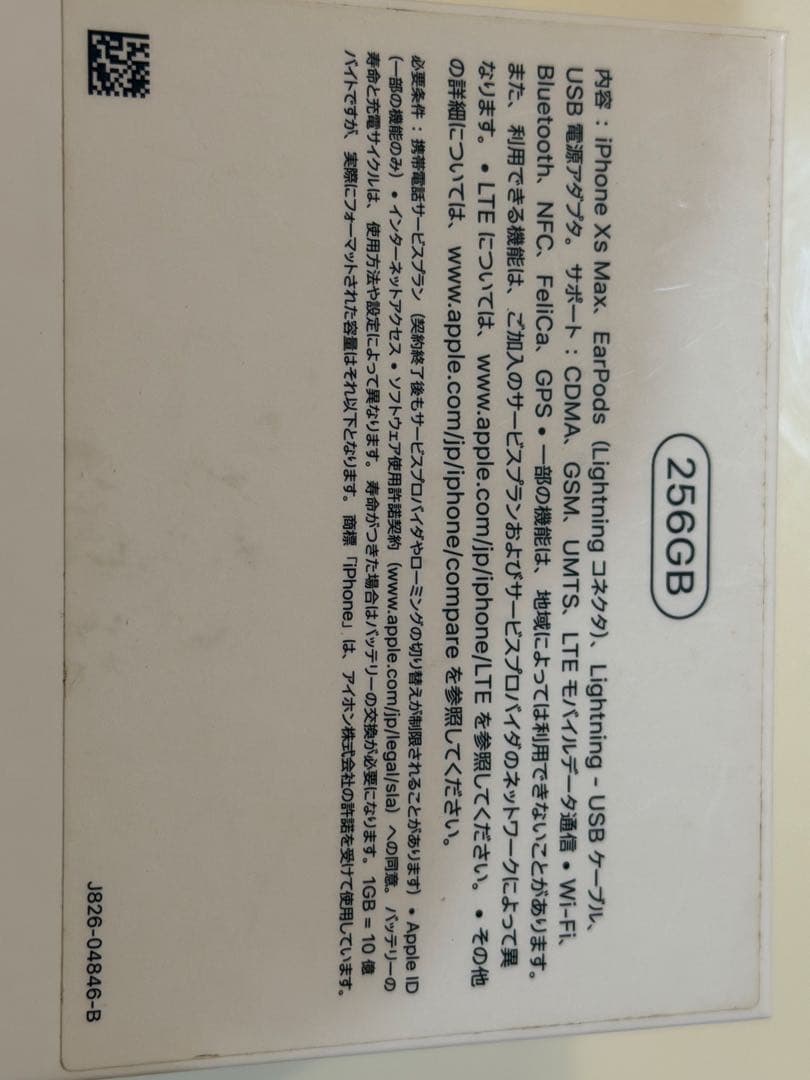 256GB
内容：iPhone Xs Max、EarPods（Lightning コネクタ）、Lightning - USB ケーブル、
USB 電源アダプタ。サポート：CDMA、GSM、UMTS、LTE モバイルデータ通信 • Wi-Fi、
Bluetooth、NFC、FeliCa、GPS • 一部の機能は、地域によっては利用できないことがあります。
また、利用できる機能は、ご加入のサービスプランおよびサービスプロバイダのネットワークによって異
なります。• LTE については、www.apple.com/jp/iphone/LTE を参照してください。• その他
の詳細については、www.apple.com/jp/iphone/compare を参照してください。
必要条件：携帯電話サービスプラン（契約終了後もサービスプロバイダやローミングの切り替えが制限されることがあります）• Apple ID
（一部の機能のみ）• インターネットアクセス • ソフトウェア使用許諾契約（www.apple.com/jp/legal/sla）への同意。バッテリーの
寿命と充電サイクルは、使用方法や設定によって異なります。寿命がつきた場合はバッテリーの交換が必要になります。1GB = 10 億
バイトですが、実際にフォーマットされた容量はそれ以下となります。商標「iPhone」は、アイホン株式会社の許諾を受けて使用しています。
J826-04846-B